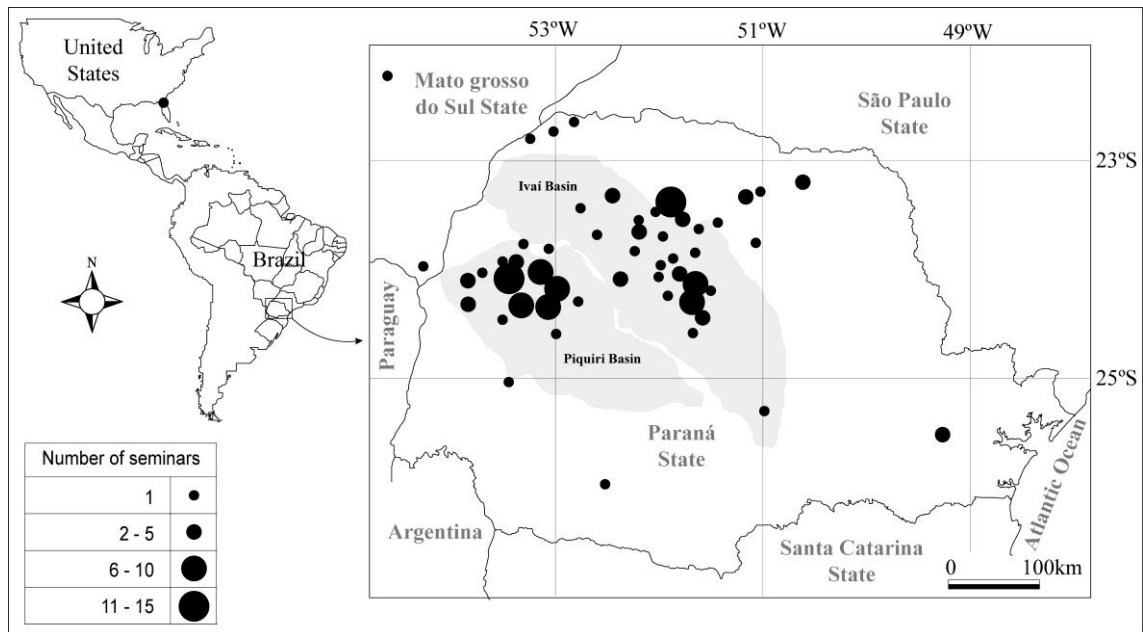 United
States
Brazil
N
53ºW
51ºW
49ºW
Mato grosso
do Sul State
São Paulo
State
23ºS
Ivaí Basin
Paraguay
Piquiri Basin
25ºS
Paraná
State
Atlantic Ocean
Argentina
Santa Catarina
State
0 100km
Number of seminars
1
2 - 5
6 - 10
11 - 15